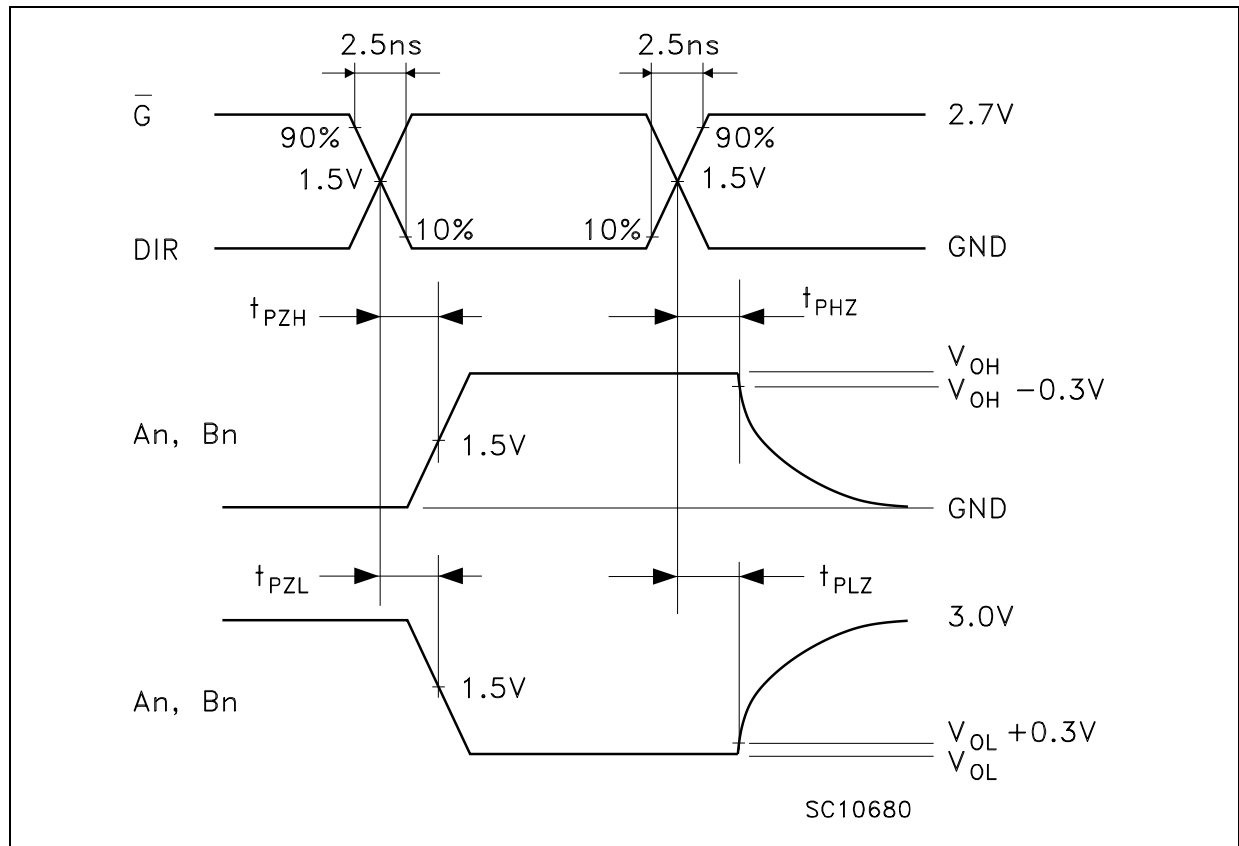 2.5ns 2.5ns
G̅ 2.7V
90% 90%
1.5V 1.5V
10% 10%
DIR GND
tPZH tPHZ
VOH
VOH −0.3V
An, Bn 1.5V
GND
tPZL tPLZ
3.0V
1.5V
An, Bn
VOL +0.3V
VOL
SC10680